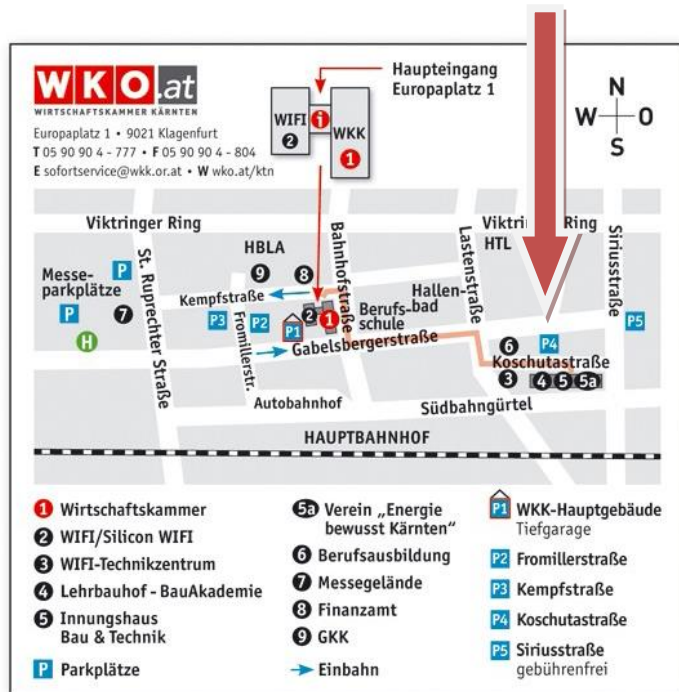 WKO.at
WIRTSCHAFTSKAMMER KÄRNTEN
Europaplatz 1 • 9021 Klagenfurt
T 05 90 90 4 - 777 • F 05 90 90 4 - 804
E sofortservice@wkk.or.at • W wko.at/ktn
Haupteingang
Europaplatz 1
WIFI
2
i
WKK
1
N
W O
S
Viktringer Ring
Viktr Ring
HTL
HBLA
St. Ruprechter Straße
Bahnhofstraße
Lastenstraße
Siriusstraße
Messe-
parkplätze
P
P
7
H
9
8
Kempfstraße
P3
Fromillerstr.
P2
P1
2
1
Berufs-
schule
Hallen-
bad
Gabelsbergerstraße
P5
6
P4
Koschutastraße
3
4
5
5a
Autobahnhof
Südbahngürtel
HAUPTBAHNHOF
1 Wirtschaftskammer
2 WIFI/Silicon WIFI
3 WIFI-Technikzentrum
4 Lehrbauhof - BauAkademie
5 Innungshaus
Bau & Technik
P Parkplätze
5a Verein „Energie
bewusst Kärnten“
6 Berufsausbildung
7 Messegelände
8 Finanzamt
9 GKK
Einbahn
P1 WKK-Hauptgebäude
Tiefgarage
P2 Fromillerstraße
P3 Kempfstraße
P4 Koschutastraße
P5 Siriusstraße
gebührenfrei